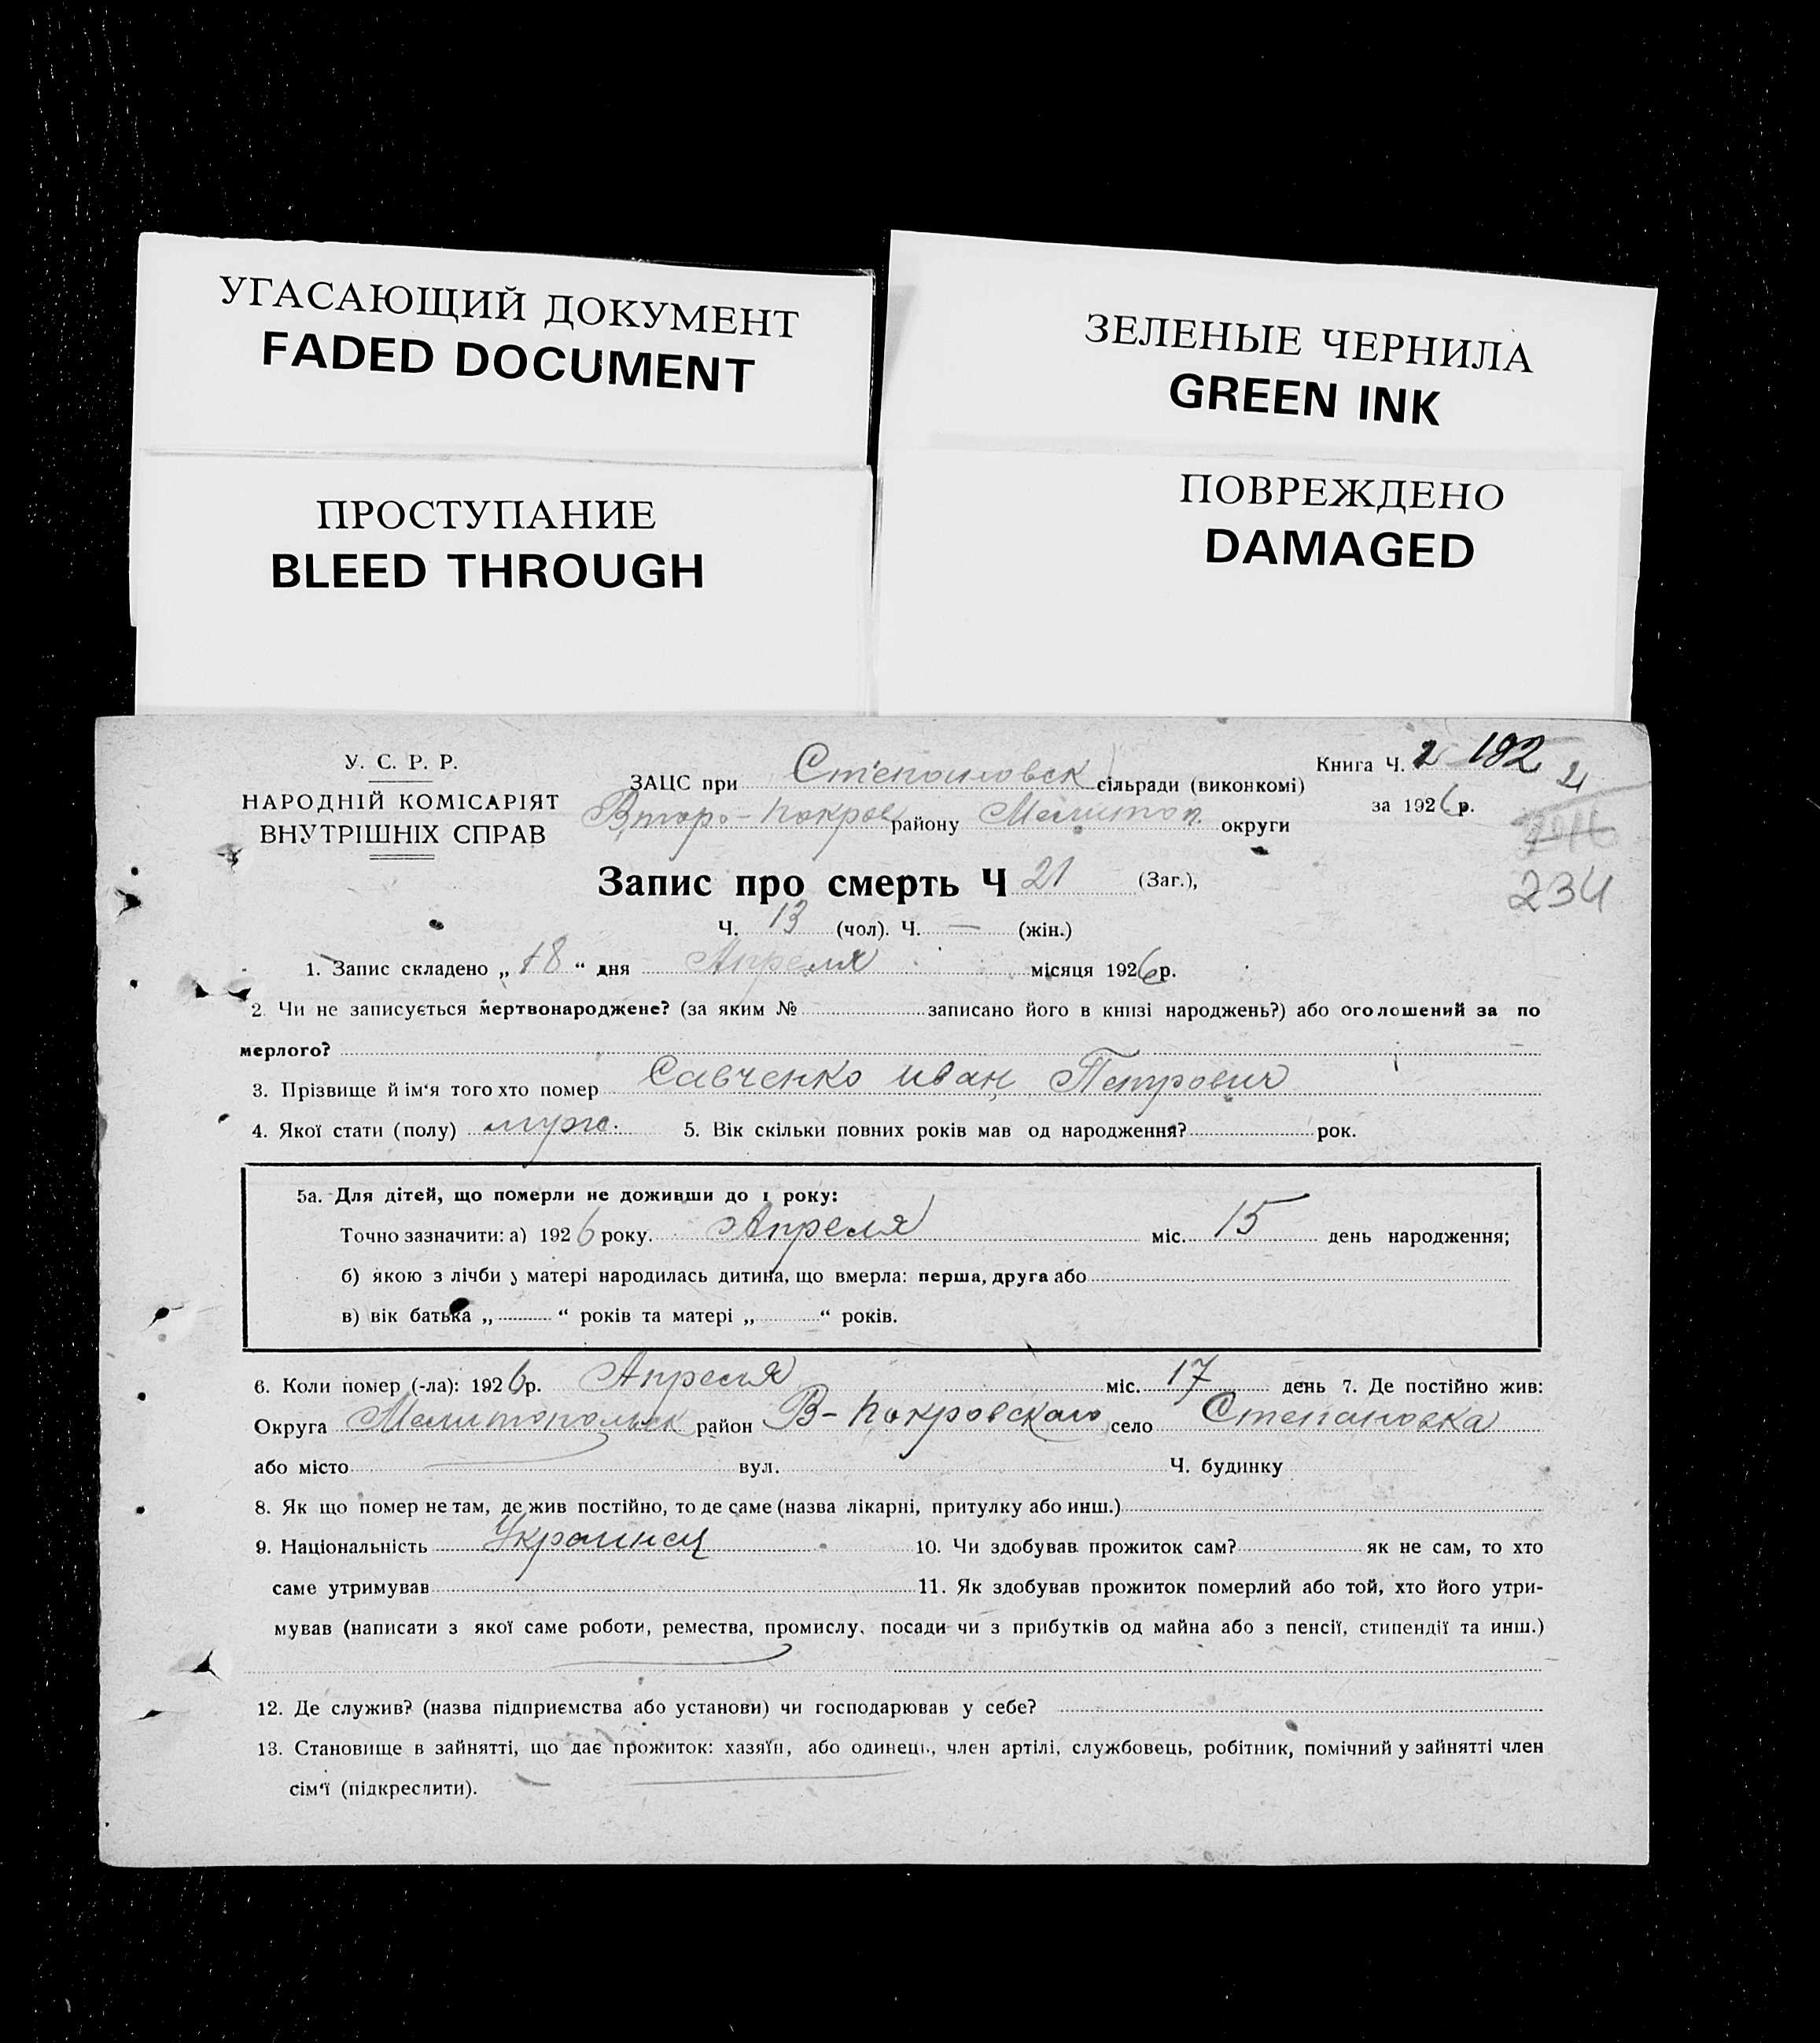 УГАСАЮЩИЙ ДОКУМЕНТ
FADED DOCUMENT
ЗЕЛЕНЫЕ ЧЕРНИЛА
GREEN INK
ПРОСТУПАНИЕ
BLEED THROUGH
ПОВРЕЖДЕНО
DAMAGED
У. С. Р. Р.
НАРОДНІЙ КОМІСАРІЯТ
ВНУТРІШНІХ СПРАВ
ЗАЦС при Степановск сільради (виконкомі)
Второ-Покров району Мелитоп. округи
Книга Ч. 2 192
за 1926 р.
2
234
Запис про смерть Ч 21 (Заг.),
Ч. 13 (чол). Ч. — (жін.)
1. Запис складено „ 18 “ дня Апреля місяця 1926 р.
2. Чи не записується мертвонароджене? (за яким № записано його в книзі народжень?) або оголошений за по
мерлого?
3. Прізвище й ім'я того хто помер Савченко Иван Петрович
4. Якої стати (полу) муж. 5. Вік скільки повних років мав од народження? рок.
5а. Для дітей, що померли не доживши до 1 року:
Точно зазначити: а) 1926 року. Апреля міс. 15 день народження;
б) якою з лічби у матері народилась дитина, що вмерла: перша, друга або
в) вік батька „ “ років та матері „ “ років.
6. Коли помер (-ла): 1926 р. Апреля міс. 17 день 7. Де постійно жив:
Округа Мелитопольск район В-Покровского село Степановка
або місто вул. Ч. будинку
8. Як що помер не там, де жив постійно, то де саме (назва лікарні, притулку або инш.)
9. Національність Украинец 10. Чи здобував прожиток сам? як не сам, то хто
саме утримував 11. Як здобував прожиток померлий або той, хто його утри-
мував (написати з якої саме роботи, ремества, промислу, посади чи з прибутків од майна або з пенсії, стипендії та инш.)
12. Де служив? (назва підприємства або установи) чи господарював у себе?
13. Становище в зайнятті, що дає прожиток: хазяїн, або одинець, член артілі, службовець, робітник, помічний у зайнятті член
сім'ї (підкреслити).